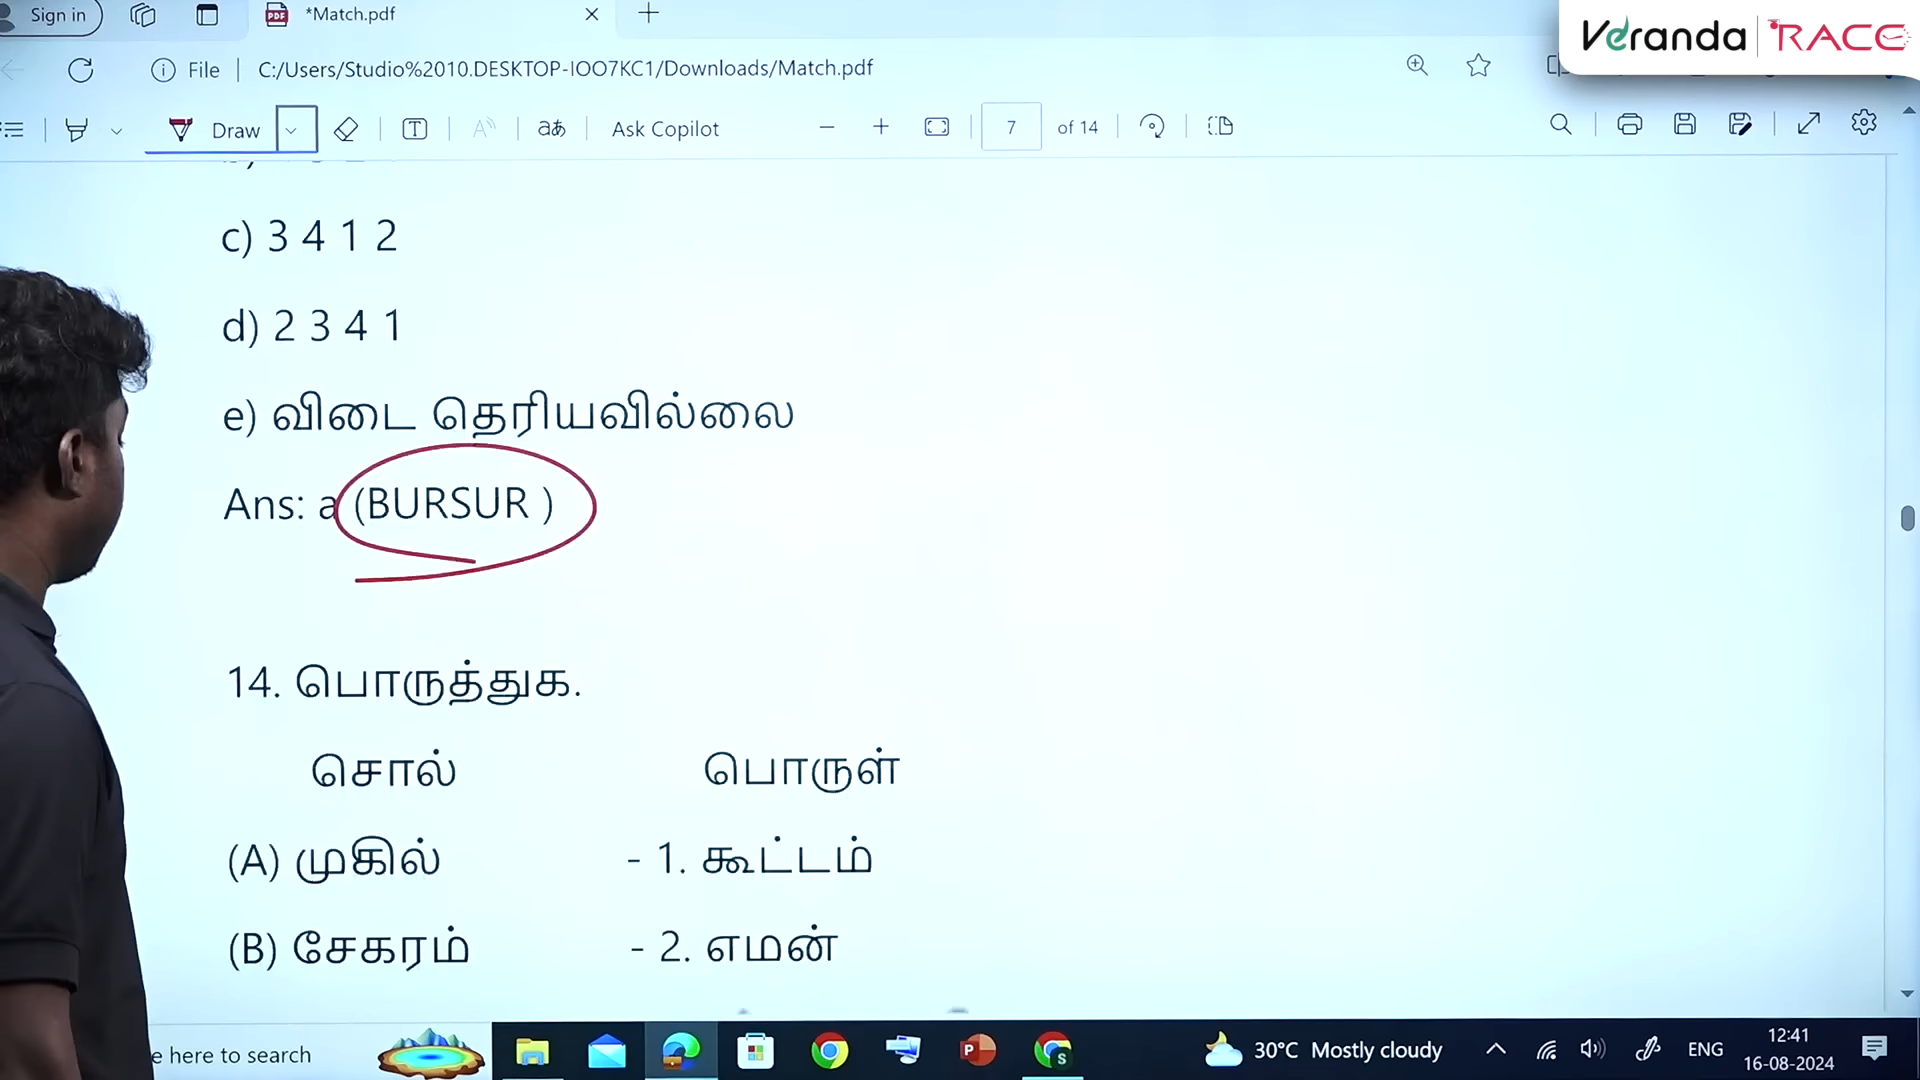 Sign in
*Match.pdf
Veranda RACE
File
C:/Users/Studio%2010.DESKTOP-IOO7KC1/Downloads/Match.pdf
Draw
aあ
Ask Copilot
7 of 14
c) 3 4 1 2
d) 2 3 4 1
e) விடை தெரியவில்லை
Ans: a (BURSUR )
14. பொருத்துக.
சொல் பொருள்
(A) முகில் - 1. கூட்டம்
(B) சேகரம் - 2. எமன்
e here to search
30°C Mostly cloudy
ENG
12:41
16-08-2024